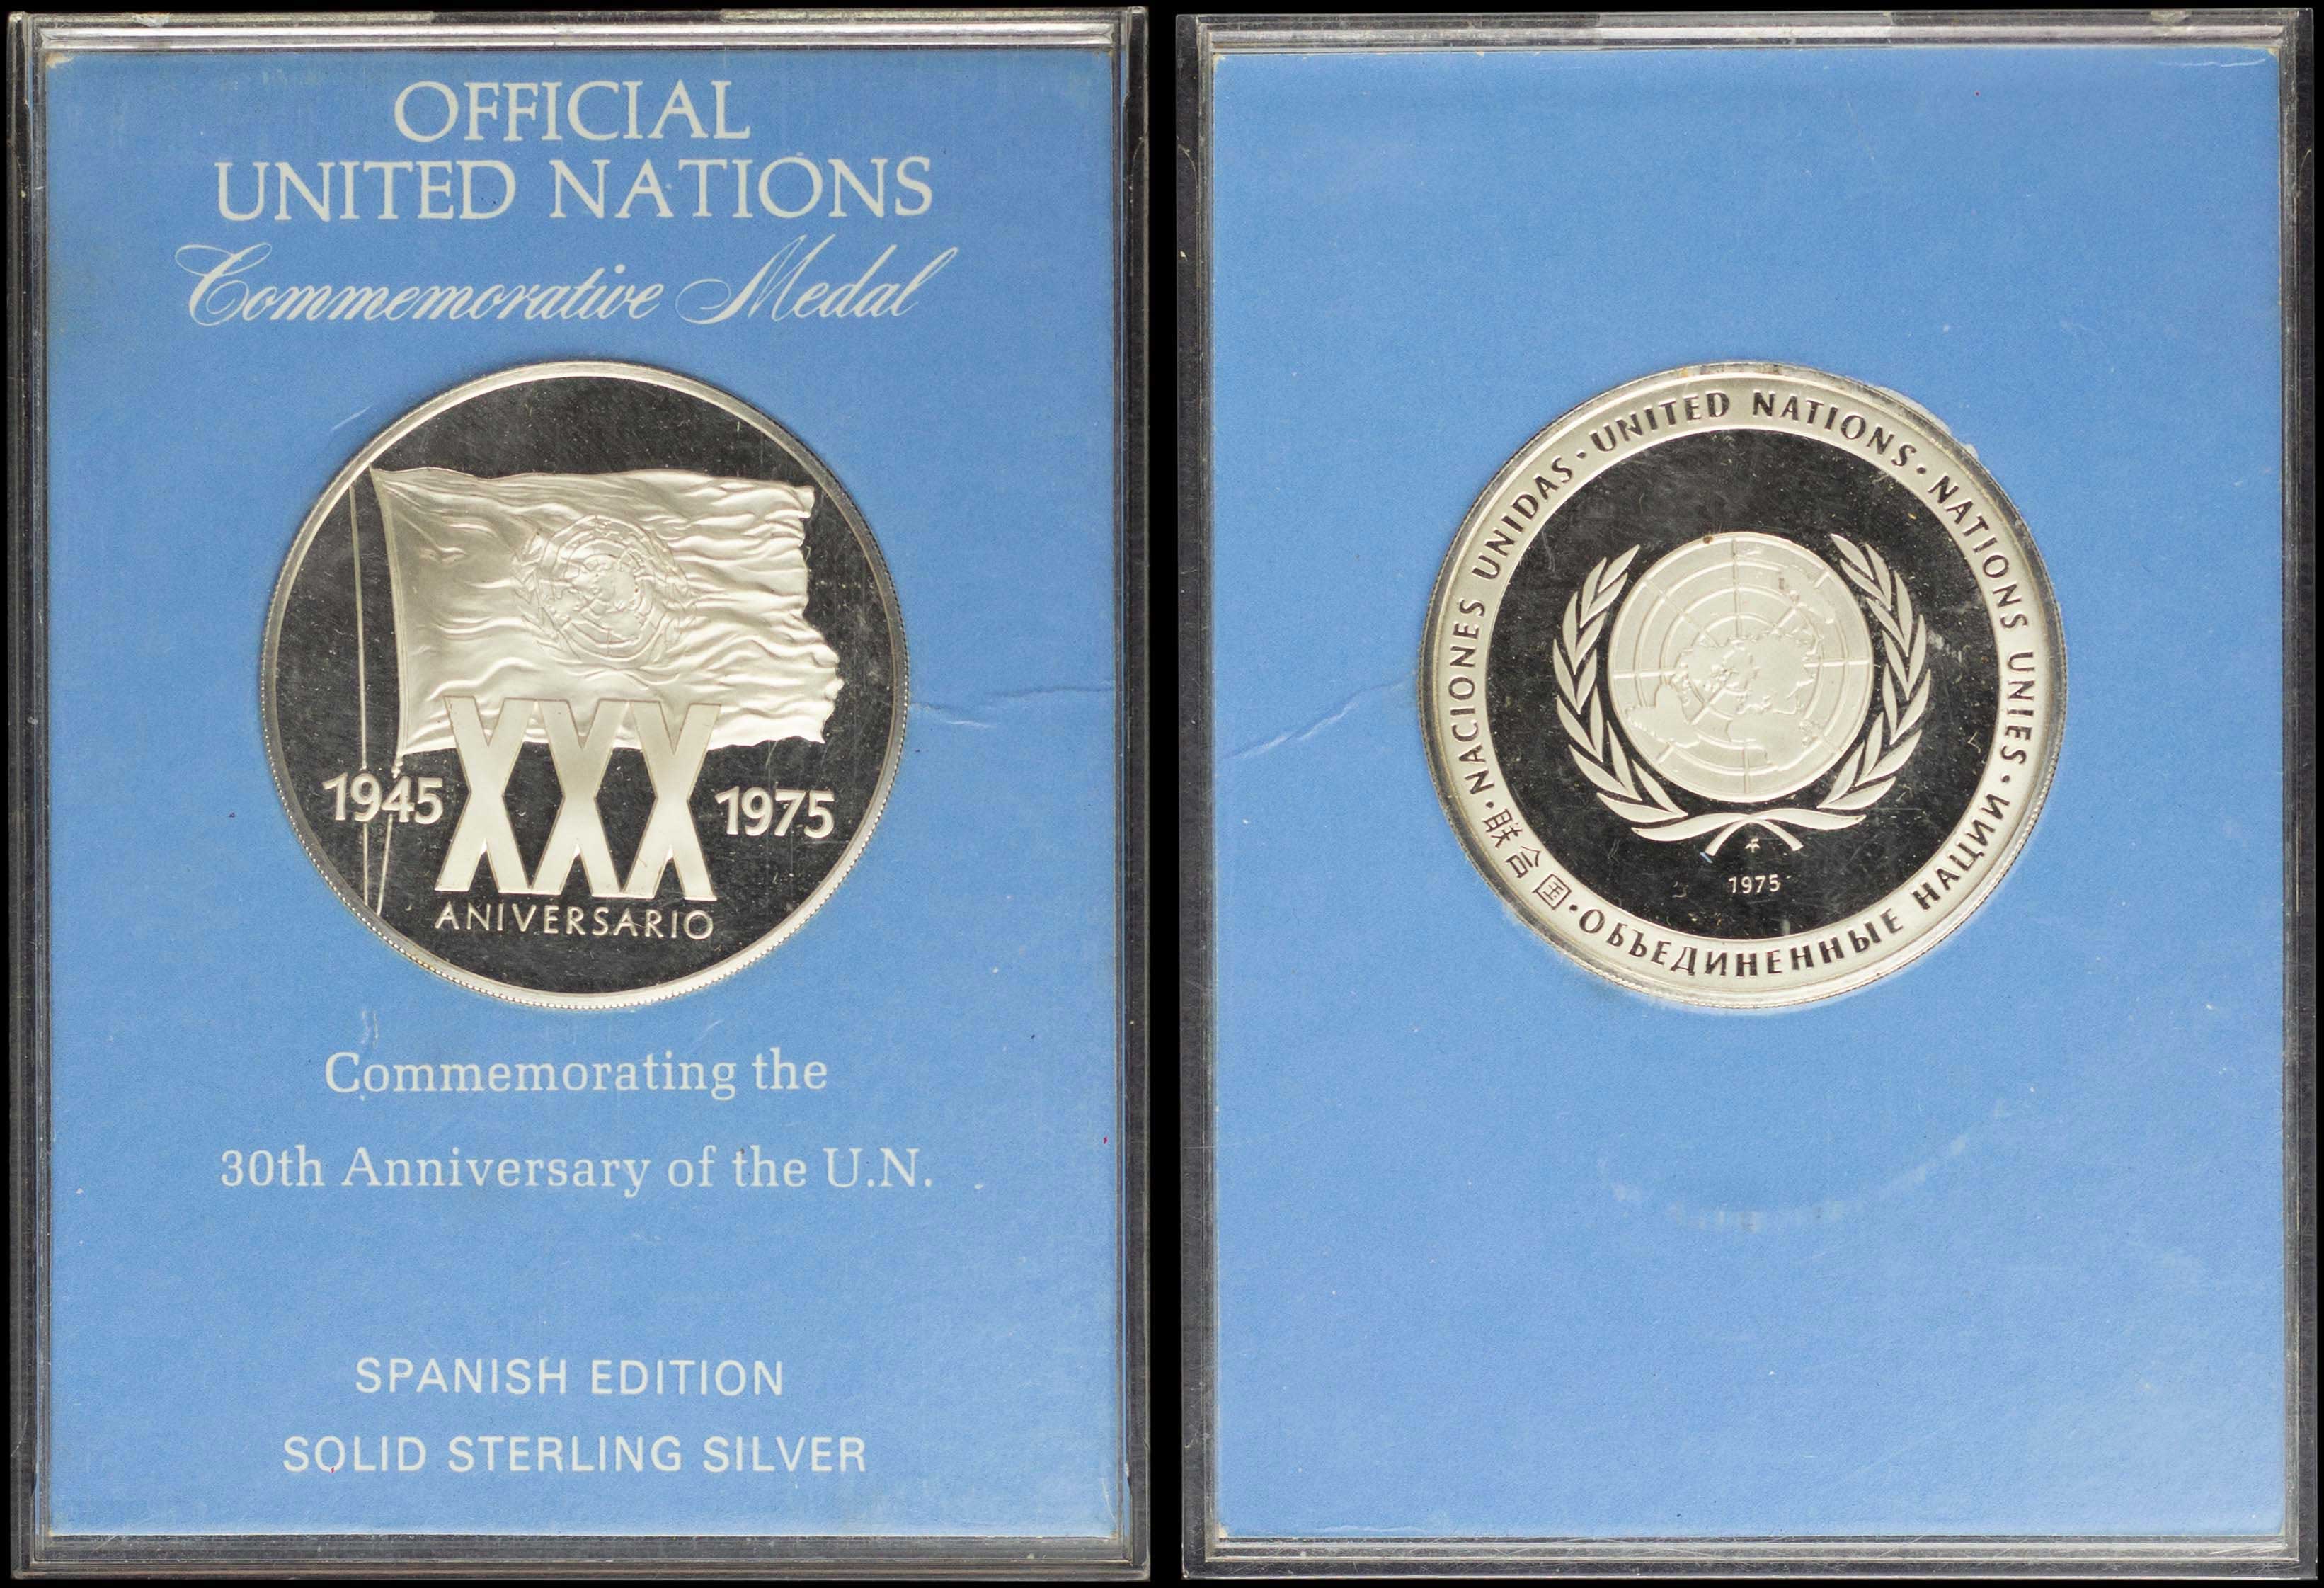 OFFICIAL
UNITED NATIONS
Commemorative Medal
1945 XXX 1975
ANIVERSARIO
Commemorating the
30th Anniversary of the U.N.
SPANISH EDITION
SOLID STERLING SILVER
UNITED NATIONS · NATIONS UNIES · ОБЪЕДИНЕННЫЕ НАЦИИ · 联合国 · NACIONES UNIDAS ·
1975